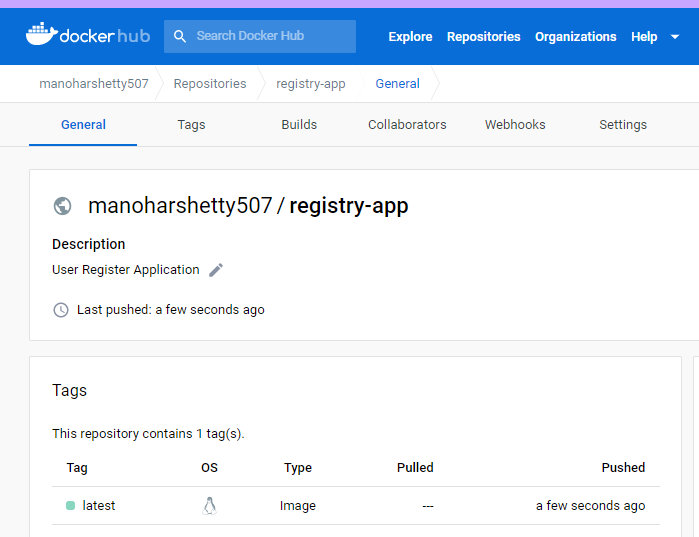 dockerhub Search Docker Hub Explore Repositories Organizations Help
manoharshetty507 Repositories registry-app General
General Tags Builds Collaborators Webhooks Settings
manoharshetty507 / registry-app
Description
User Register Application
Last pushed: a few seconds ago
Tags
This repository contains 1 tag(s).
Tag OS Type Pulled Pushed
latest Image --- a few seconds ago